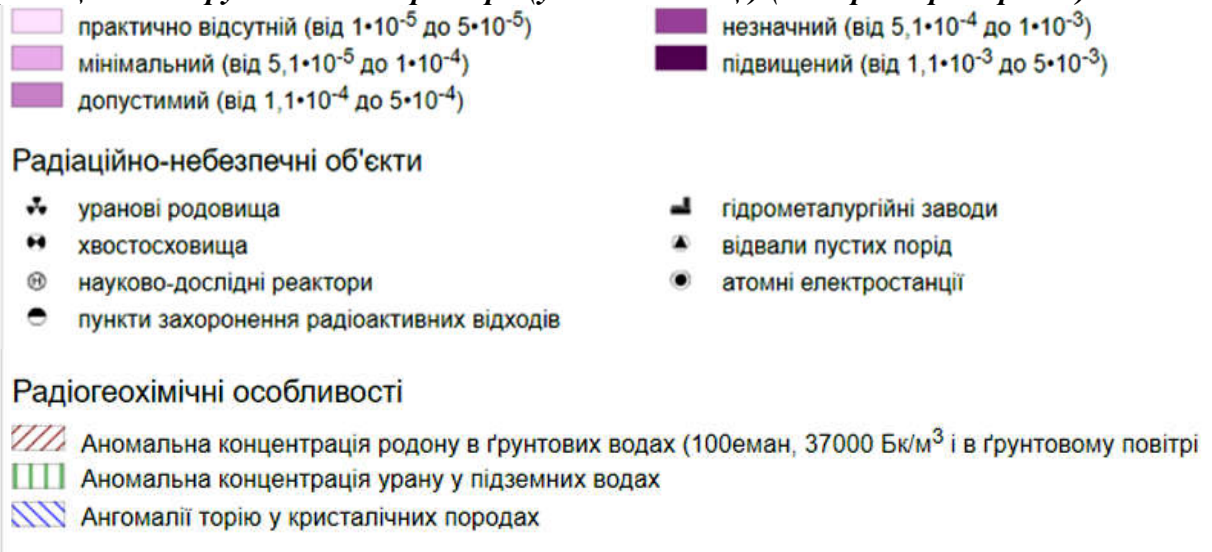 практично відсутній (від 1•10⁻⁵ до 5•10⁻⁵)
мінімальний (від 5,1•10⁻⁵ до 1•10⁻⁴)
допустимий (від 1,1•10⁻⁴ до 5•10⁻⁴)
незначний (від 5,1•10⁻⁴ до 1•10⁻³)
підвищений (від 1,1•10⁻³ до 5•10⁻³)
Радіаційно-небезпечні об'єкти
уранові родовища
хвостосховища
науково-дослідні реактори
пункти захоронення радіоактивних відходів
гідрометалургійні заводи
відвали пустих порід
атомні електростанції
Радіогеохімічні особливості
Аномальна концентрація родону в ґрунтових водах (100еман, 37000 Бк/м³ і в ґрунтовому повітрі
Аномальна концентрація урану у підземних водах
Ангомалії торію у кристалічних породах